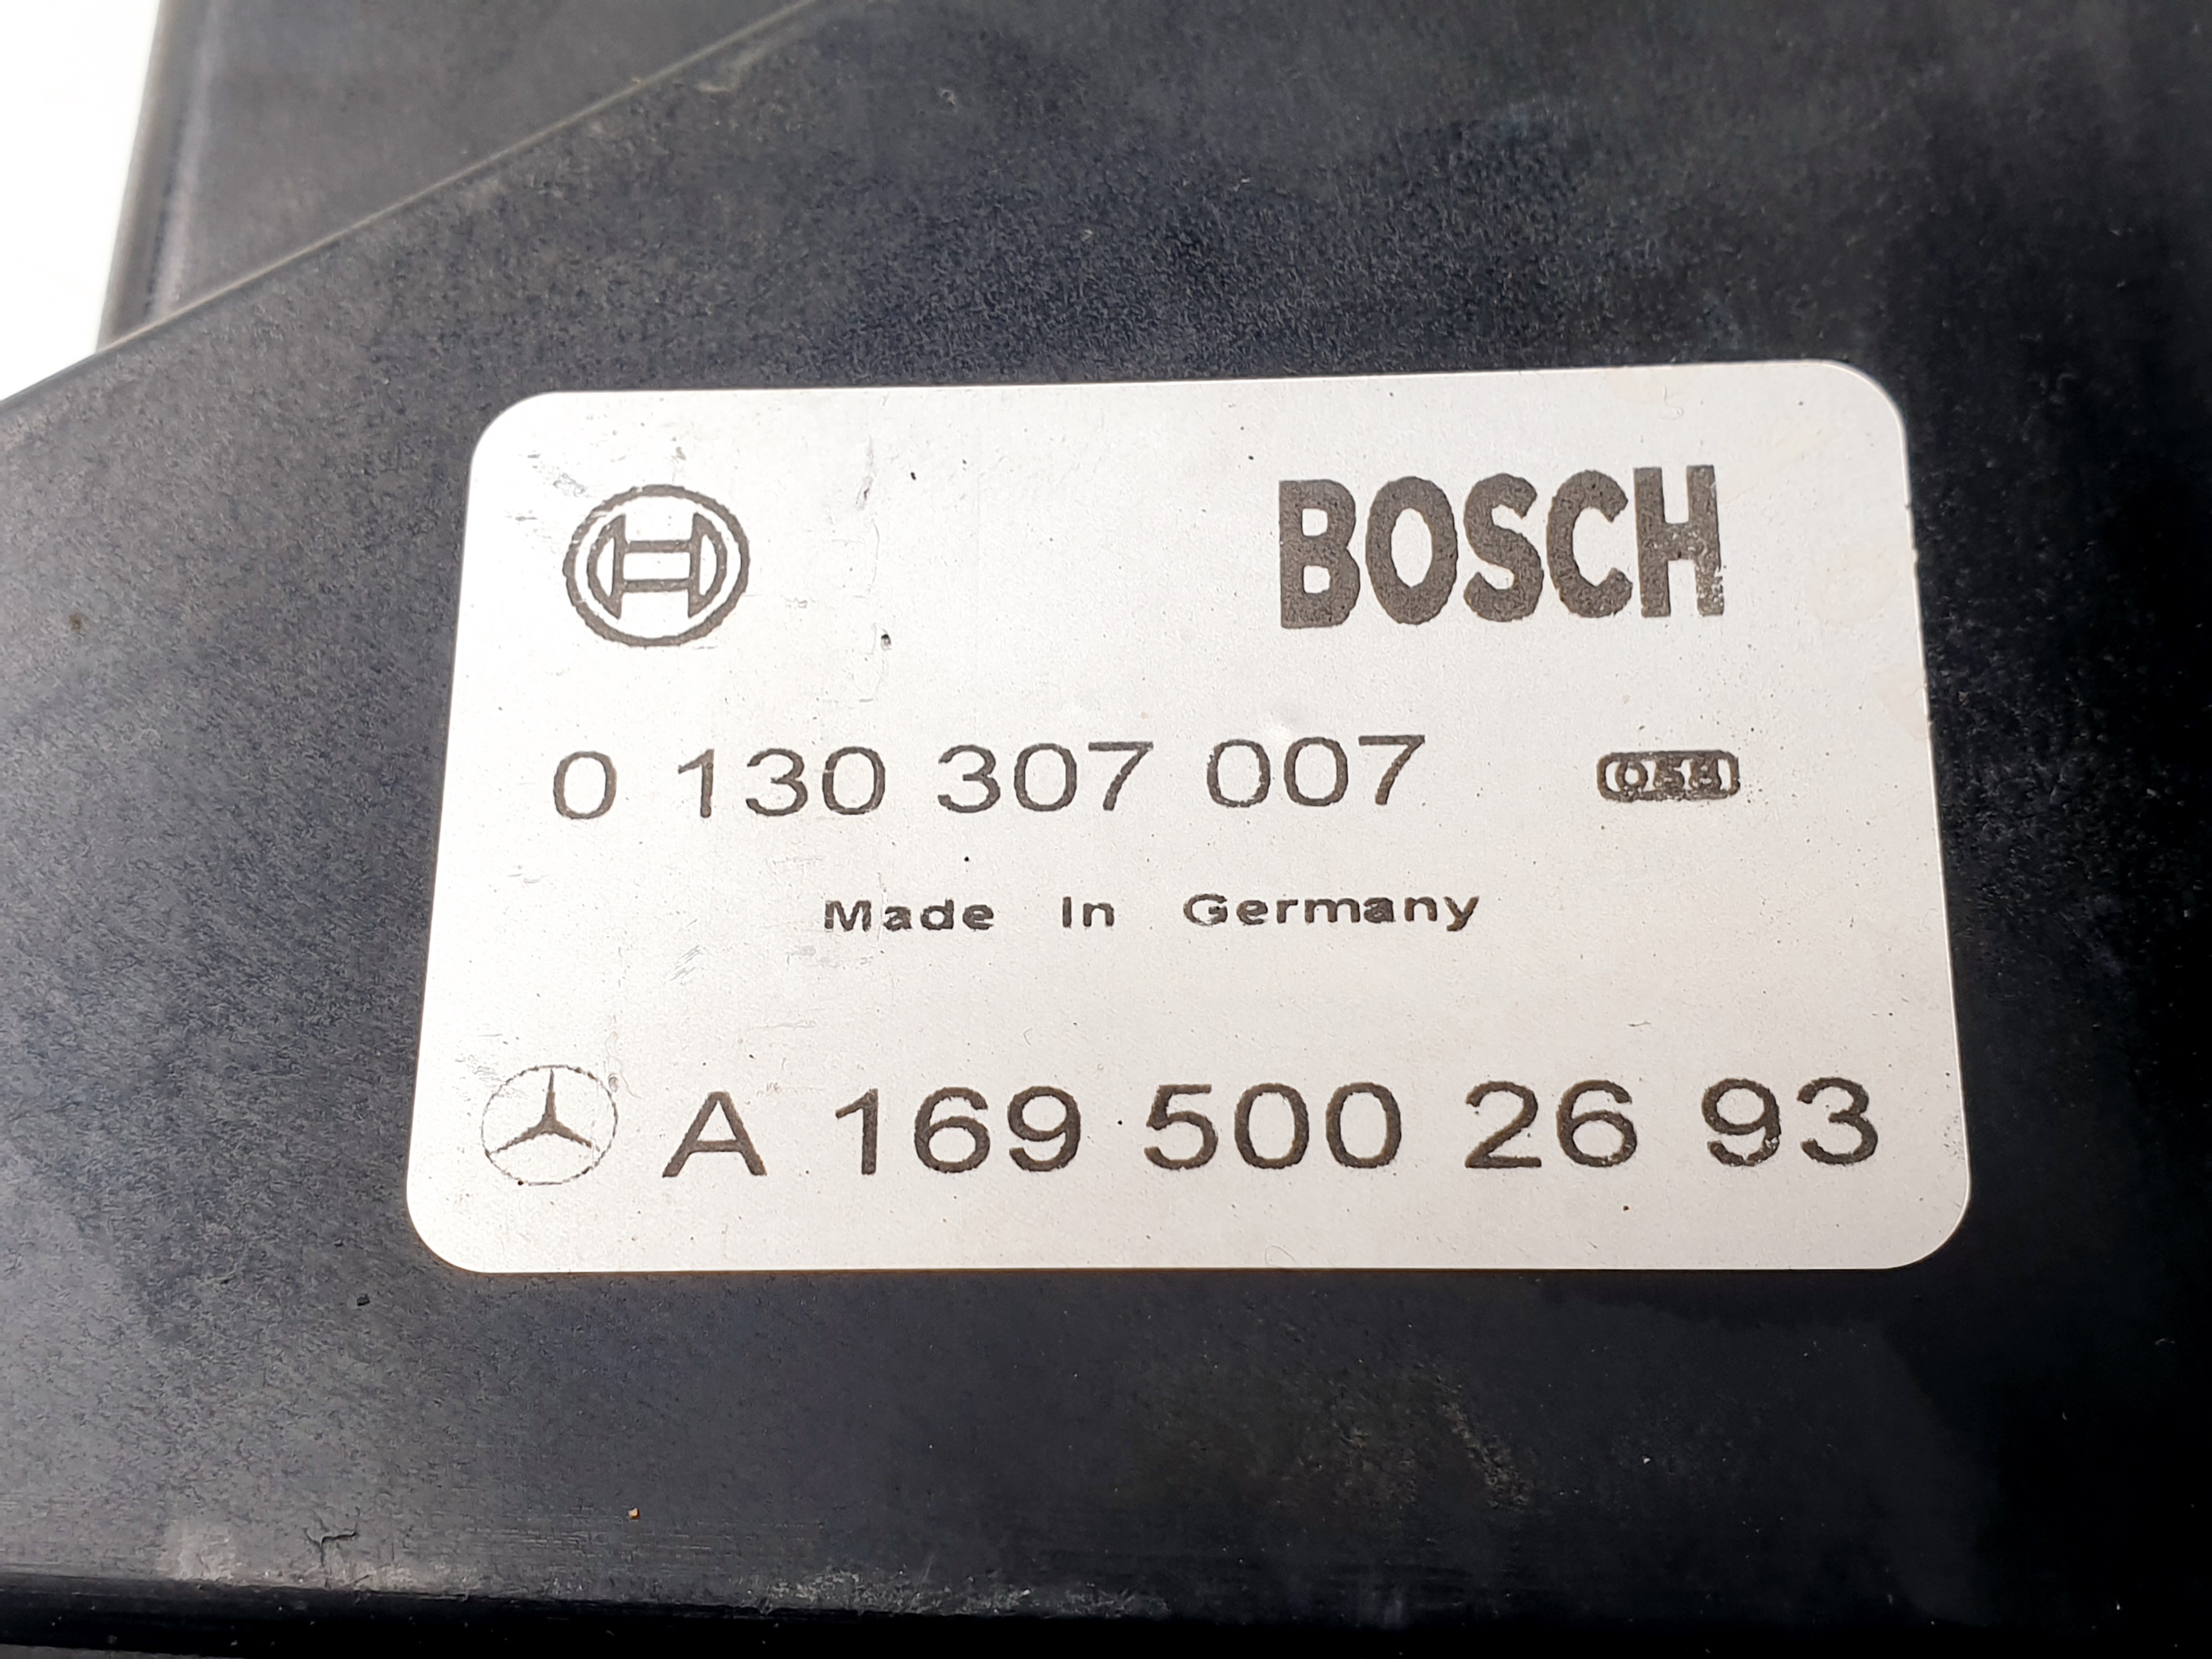 BOSCH
0 130 307 007
Made In Germany
A 169 500 26 93